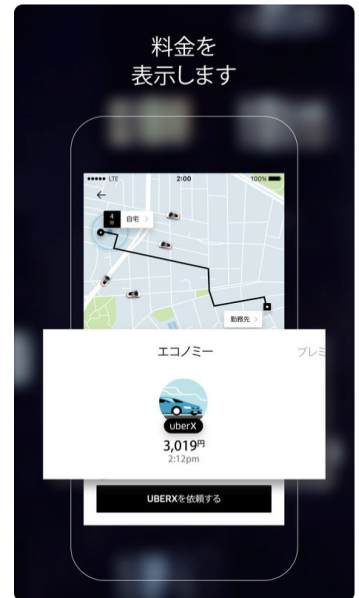 料金を
表示します
●●●●● LTE 2:00 100%
←
4
分
自宅 >
勤務先 >
エコノミー
プレミ
uberX
3,019円
2:12pm
UBERXを依頼する